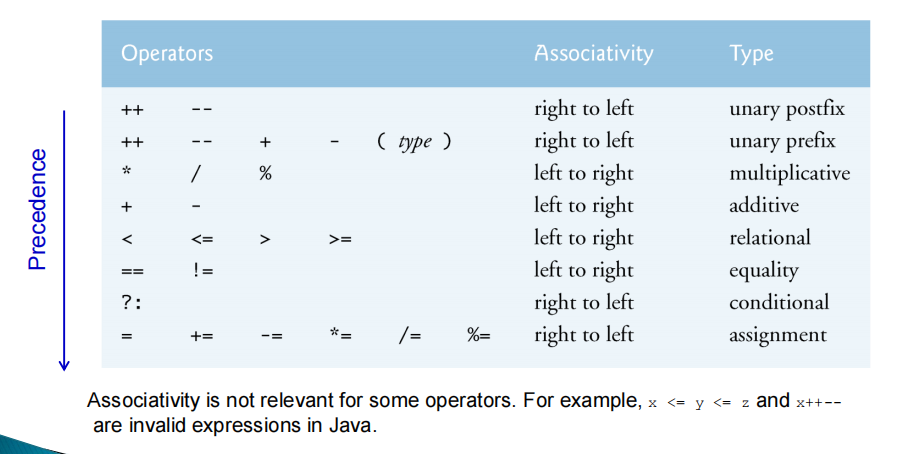 Operators Associativity Type
++ -- right to left unary postfix
++ -- + - ( type ) right to left unary prefix
* / % left to right multiplicative
+ - left to right additive
< <= > >= left to right relational
== != left to right equality
?: right to left conditional
= += -= *= /= %= right to left assignment
Precedence
Associativity is not relevant for some operators. For example, x <= y <= z and x++--
are invalid expressions in Java.